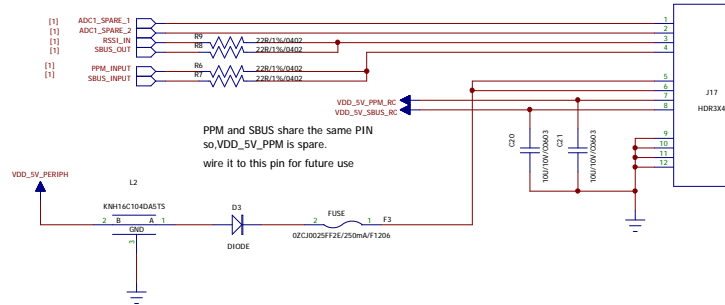 [1] ADC1_SPARE_1 1
[1] ADC1_SPARE_2 2
[1] RSSI_IN R9 22R/1%/0402 3
[1] SBUS_OUT R8 22R/1%/0402 4
[1] PPM_INPUT R6 22R/1%/0402
[1] SBUS_INPUT R7 22R/1%/0402
5
6
VDD_5V_PPM_RC 7
VDD_5V_SBUS_RC 8
J17
HDR3X4
PPM and SBUS share the same PIN
so,VDD_5V_PPM is spare.
wire it to this pin for future use
C20
10U/10V/C0603
C21
10U/10V/C0603
9
10
11
12
VDD_5V_PERIPH
L2
KNH16C104DA5TS
2 B A 1
GND
3
D3
DIODE
FUSE
2 1 F3
0ZCJ0025FF2E/250mA/F1206